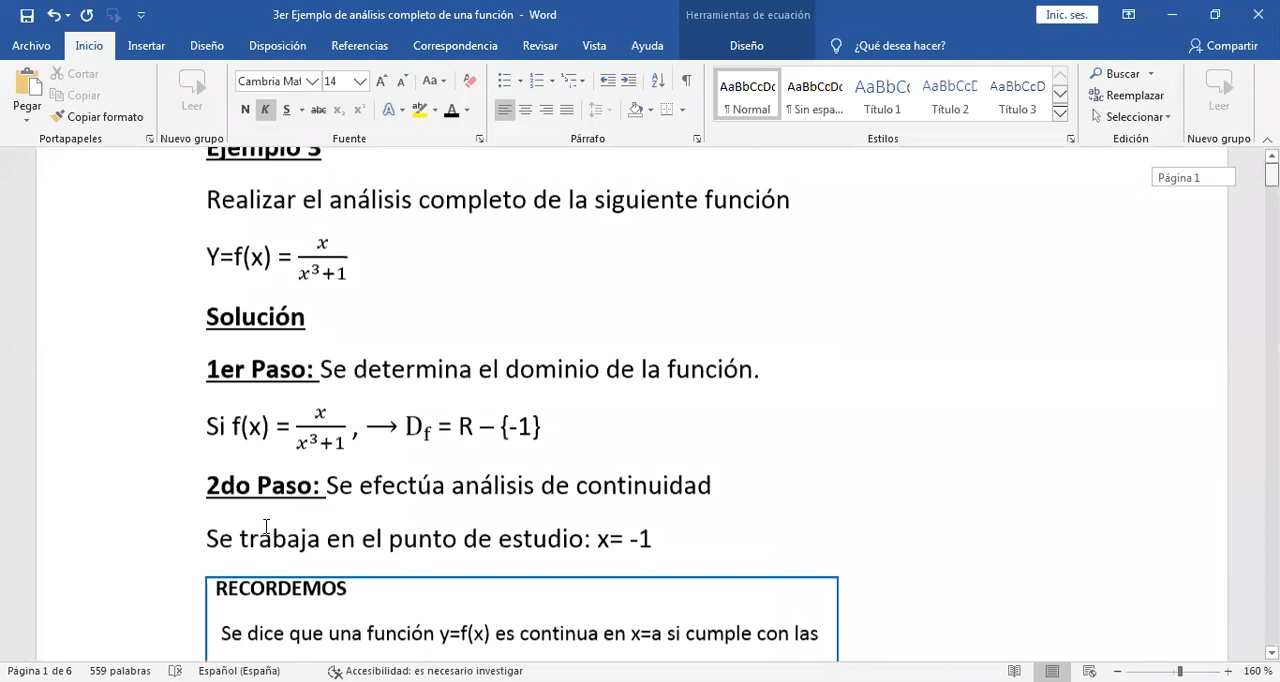 3er Ejemplo de análisis completo de una función - Word
Herramientas de ecuación
Inic. ses.
Archivo Inicio Insertar Diseño Disposición Referencias Correspondencia Revisar Vista Ayuda Diseño ¿Qué desea hacer? Compartir
Pegar
Cortar
Copiar
Copiar formato
Portapapeles
Leer
Nuevo grupo
Cambria Mat 14
N K S abc x₂ x²
Fuente
Párrafo
AaBbCcDc AaBbCcDc AaBbCc AaBbCcD AaBbCcD
¶ Normal ¶ Sin espa... Título 1 Título 2 Título 3
Estilos
Buscar
Reemplazar
Seleccionar
Edición
Leer
Nuevo grupo
Página 1
Ejemplo 3
Realizar el análisis completo de la siguiente función
Y=f(x) = x/(x³+1)
Solución
1er Paso: Se determina el dominio de la función.
Si f(x) = x/(x³+1) , ⟶ D_f = R – {-1}
2do Paso: Se efectúa análisis de continuidad
Se trabaja en el punto de estudio: x= -1
RECORDEMOS
Se dice que una función y=f(x) es continua en x=a si cumple con las
Página 1 de 6 559 palabras Español (España) Accesibilidad: es necesario investigar 160 %